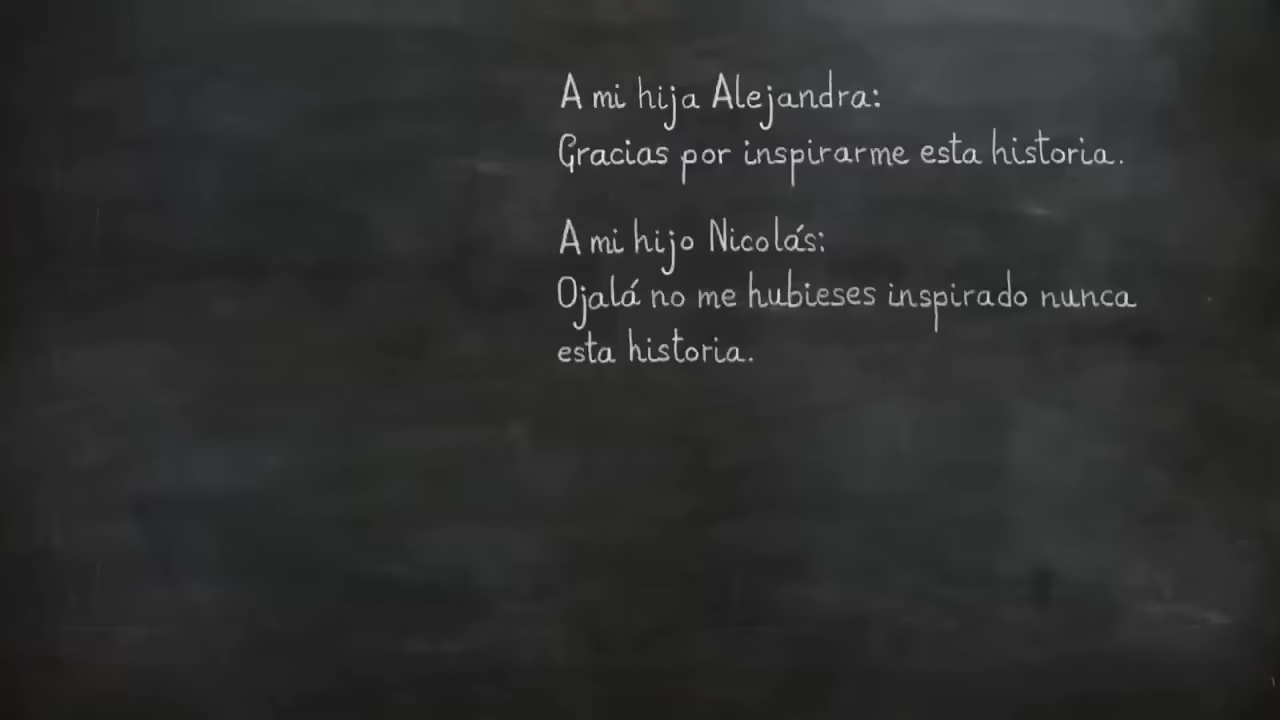 A mi hija Alejandra:
Gracias por inspirarme esta historia.
A mi hijo Nicolás:
Ojalá no me hubieses inspirado nunca
esta historia.